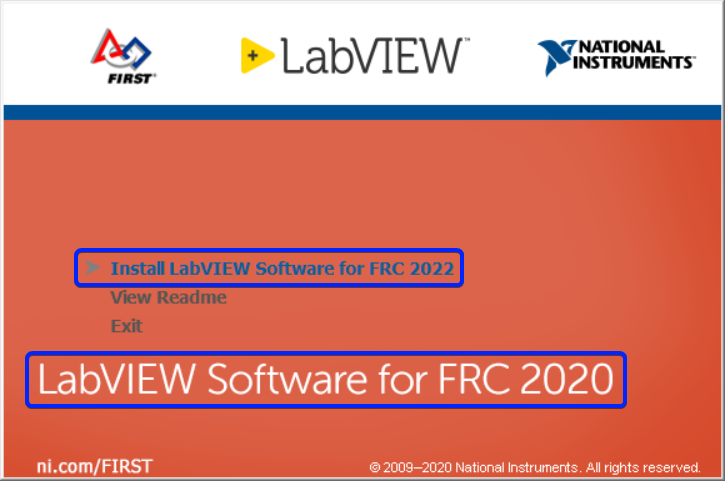 FIRST®
LabVIEW™
NATIONAL
INSTRUMENTS™
Install LabVIEW Software for FRC 2022
View Readme
Exit
LabVIEW Software for FRC 2020
ni.com/FIRST
© 2009–2020 National Instruments. All rights reserved.